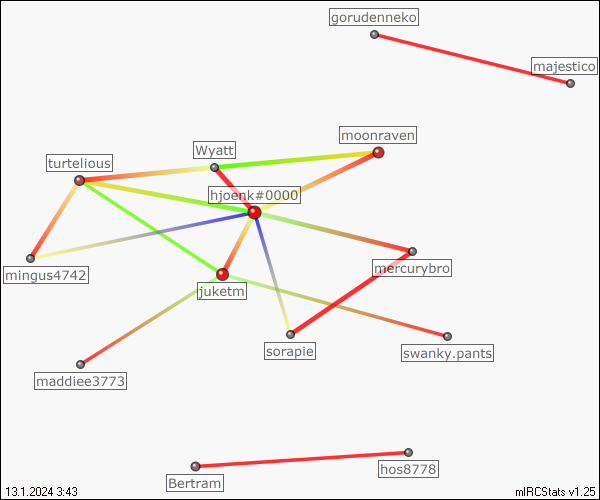 gorudenneko
majestico
moonraven
Wyatt
turtelious
hjoenk#0000
mercurybro
mingus4742
juketm
sorapie
swanky.pants
maddiee3773
hos8778
Bertram
13.1.2024 3:43
mIRCStats v1.25